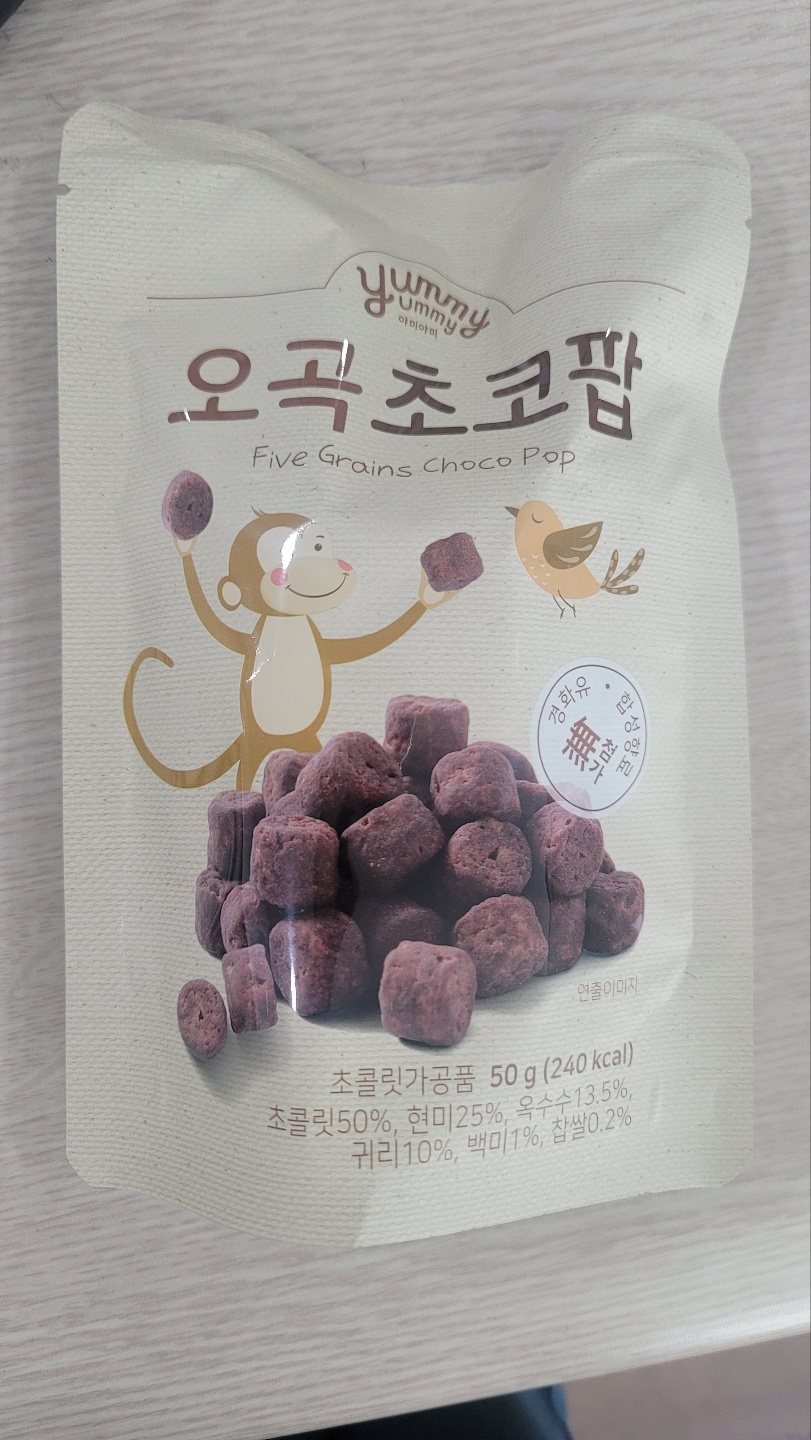 yummy
ummy
야미야미
오곡초코팝
Five Grains Choco Pop
경화유 · 합성향료
無첨가
연출이미지
초콜릿가공품 50 g (240 kcal)
초콜릿50%, 현미25%, 옥수수13.5%,
귀리10%, 백미1%, 찹쌀0.2%